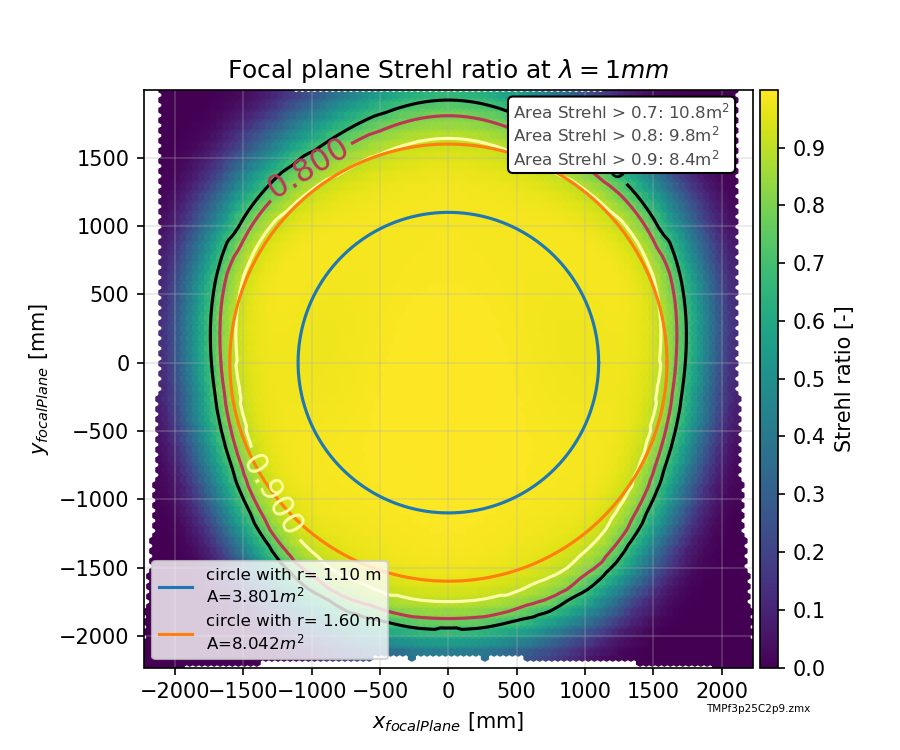 Focal plane Strehl ratio at λ = 1mm
Area Strehl > 0.7: 10.8m²
Area Strehl > 0.8: 9.8m²
Area Strehl > 0.9: 8.4m²
0.800
0.900
1500
1000
500
0
−500
−1000
−1500
−2000
y_focalPlane [mm]
circle with r= 1.10 m
A=3.801m²
circle with r= 1.60 m
A=8.042m²
−2000 −1500 −1000 −500 0 500 1000 1500 2000
x_focalPlane [mm]
0.9
0.8
0.7
0.6
0.5
0.4
0.3
0.2
0.1
0.0
Strehl ratio [-]
TMPf3p25C2p9.zmx